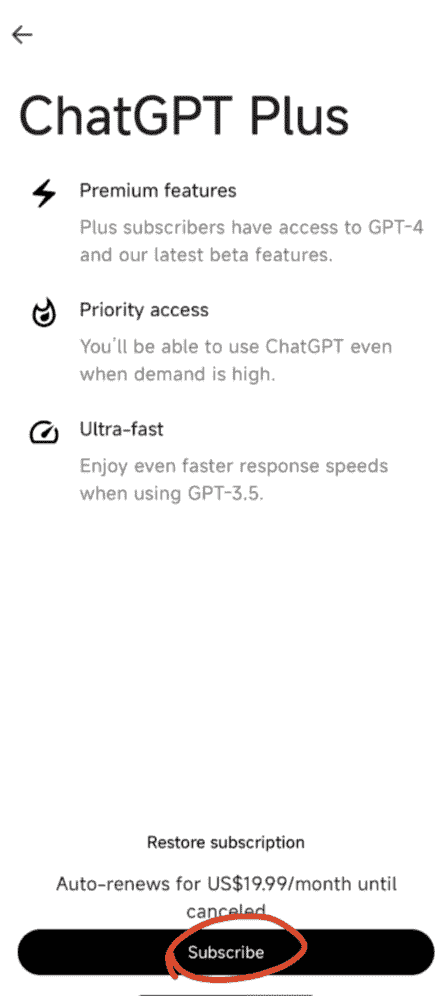 ChatGPT Plus
Premium features
Plus subscribers have access to GPT-4
and our latest beta features.
Priority access
You'll be able to use ChatGPT even
when demand is high.
Ultra-fast
Enjoy even faster response speeds
when using GPT-3.5.
Restore subscription
Auto-renews for US$19.99/month until
canceled
Subscribe